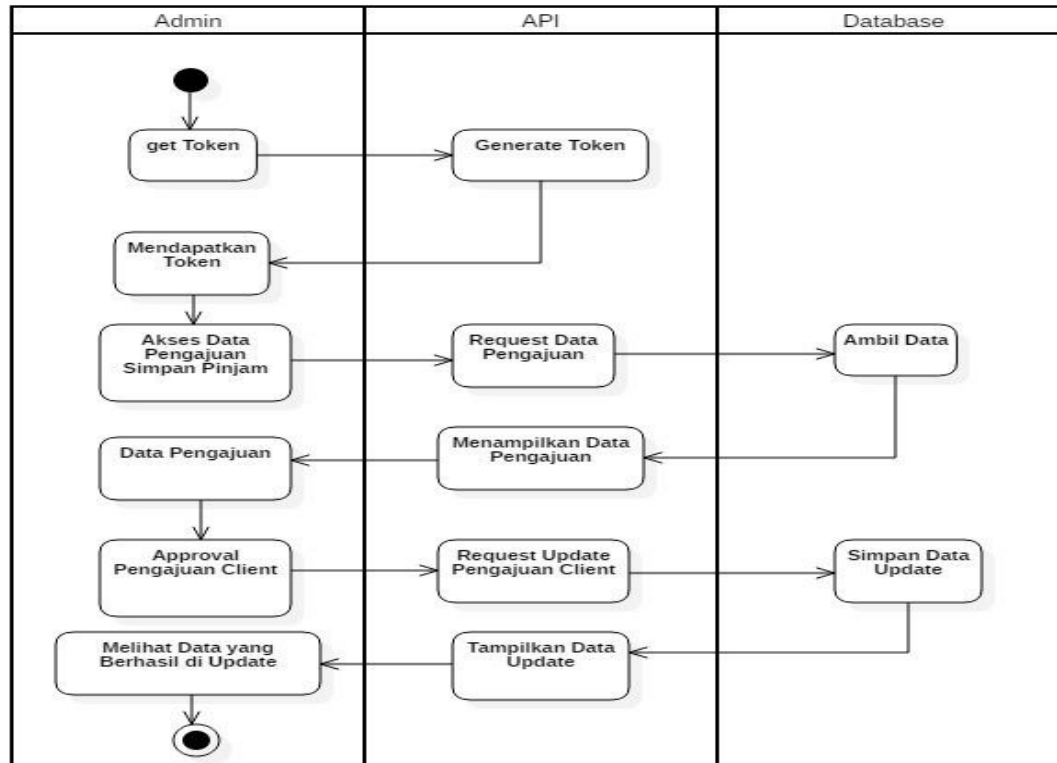 Admin
API
Database
get Token
Generate Token
Mendapatkan
Token
Akses Data
Pengajuan
Simpan Pinjam
Request Data
Pengajuan
Ambil Data
Data Pengajuan
Menampilkan Data
Pengajuan
Approval
Pengajuan Client
Request Update
Pengajuan Client
Simpan Data
Update
Melihat Data yang
Berhasil di Update
Tampilkan Data
Update